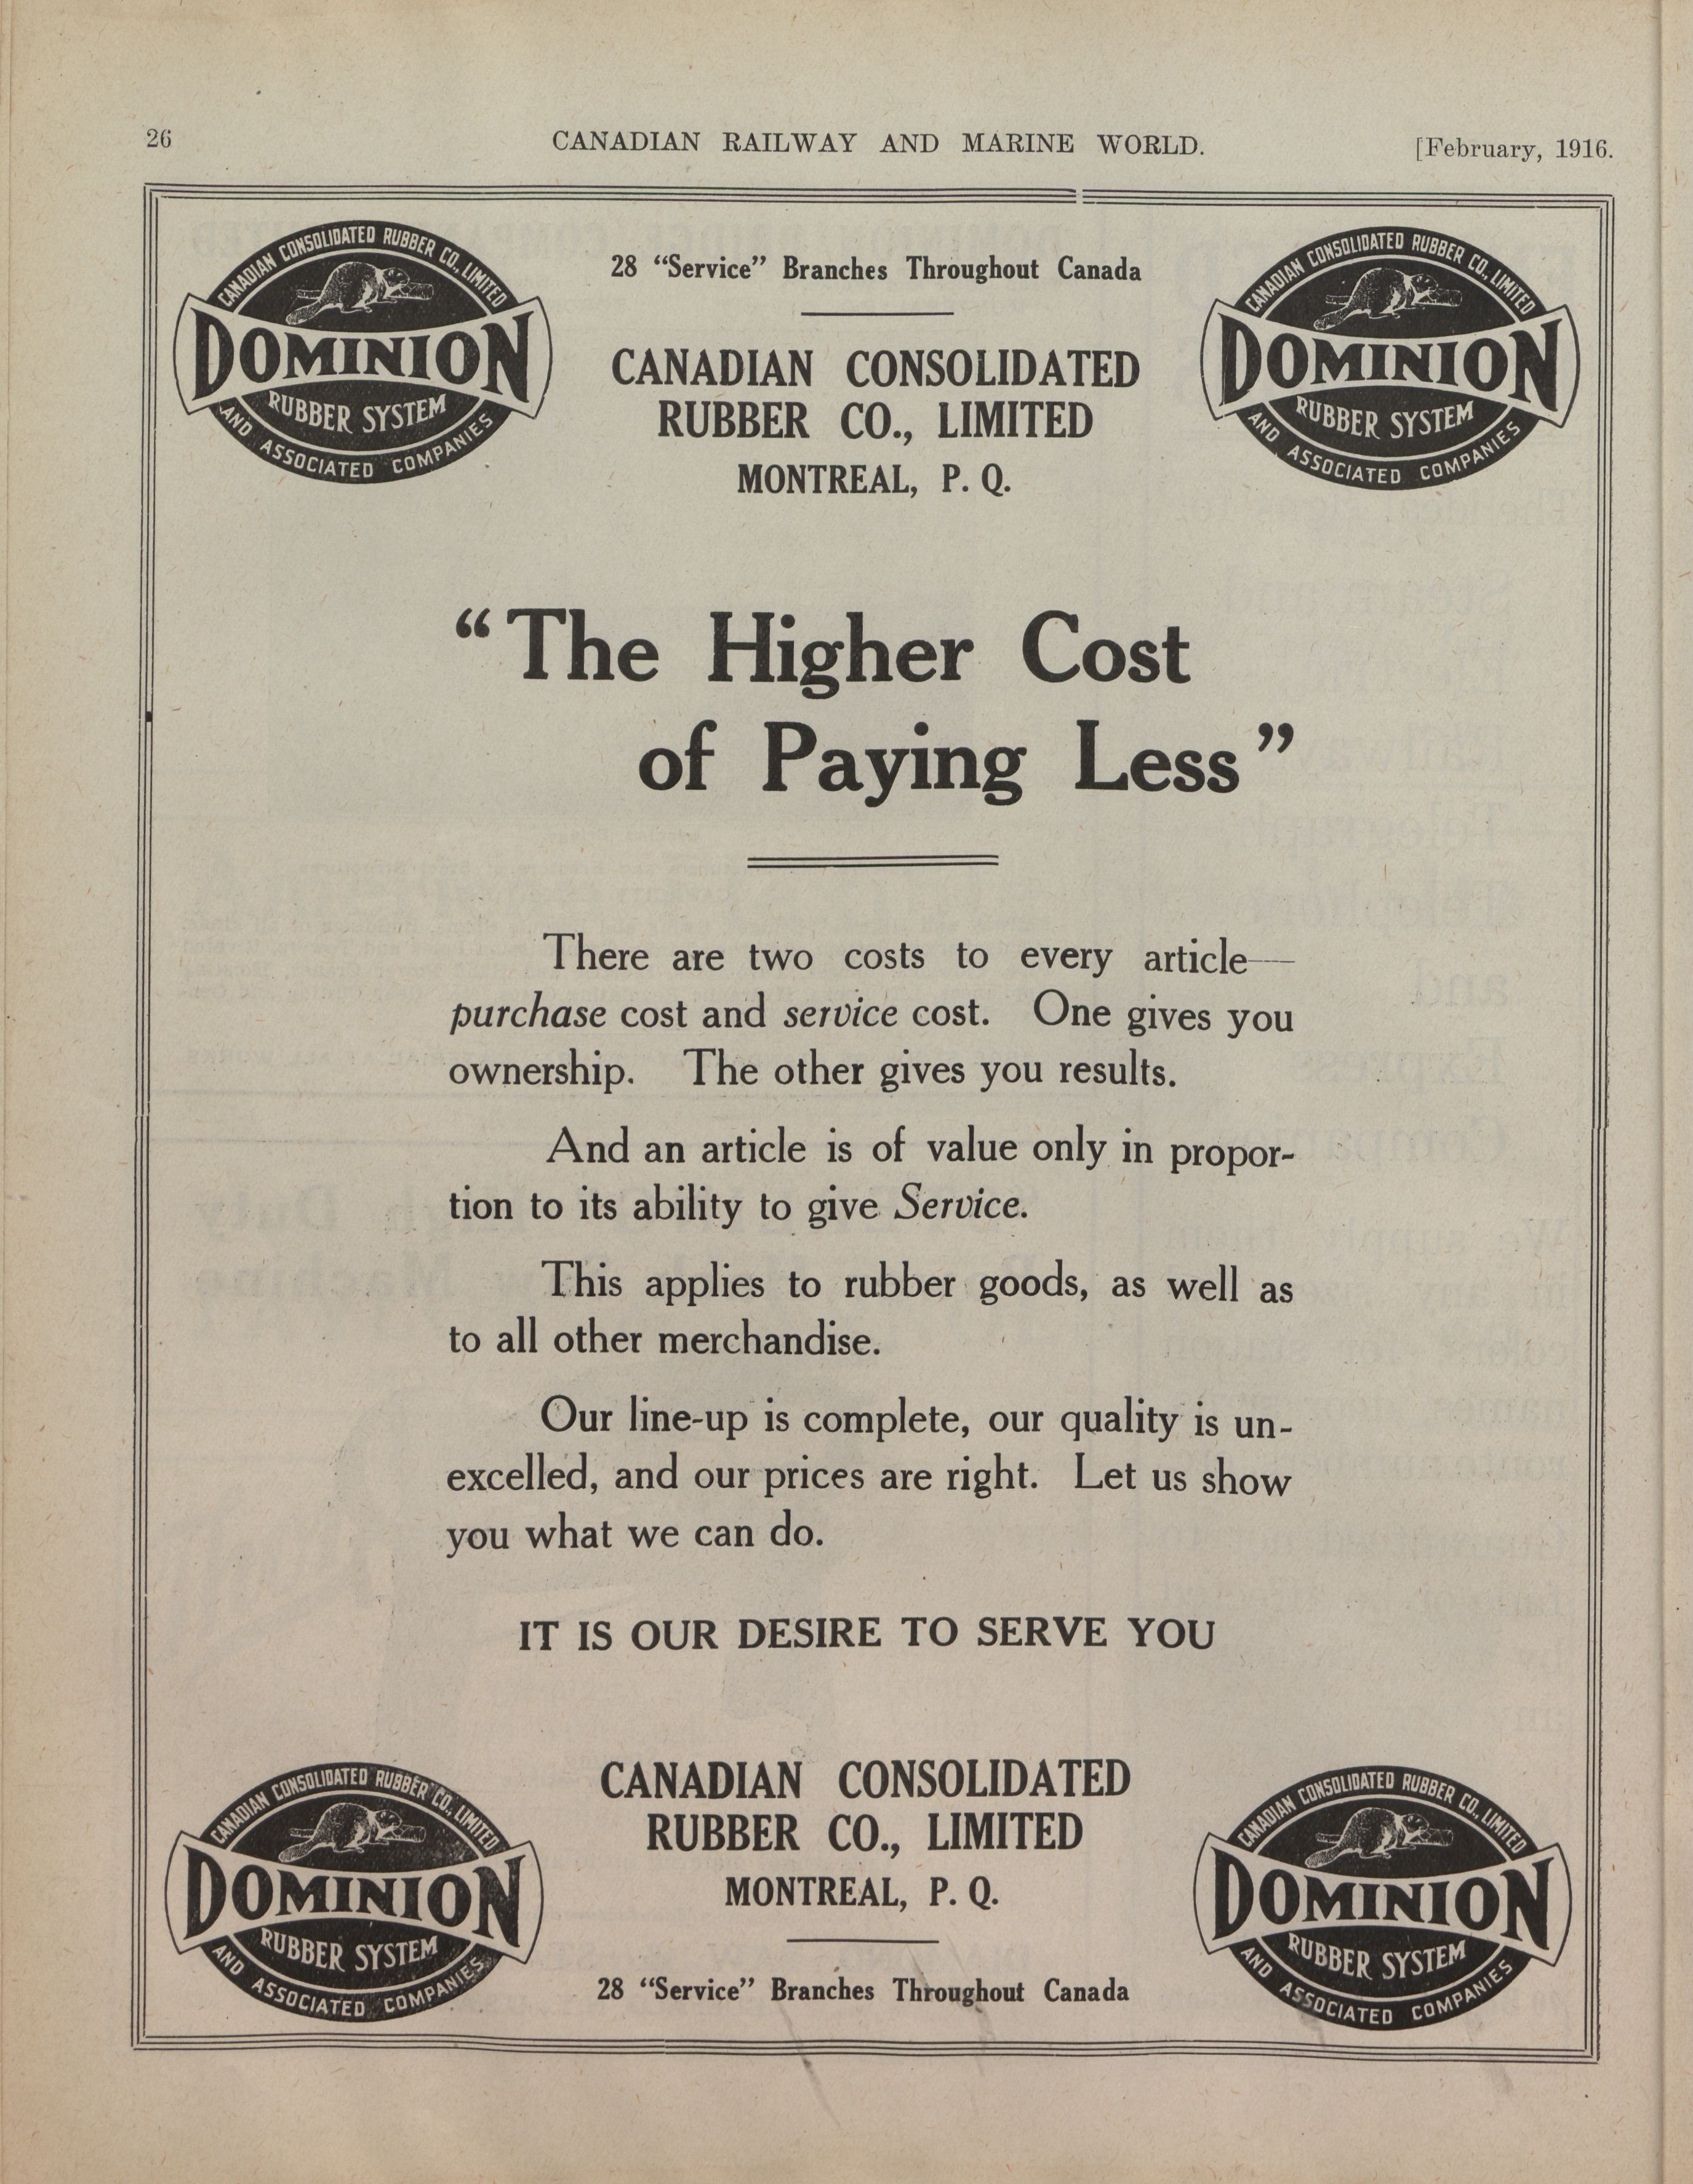 26
CANADIAN RAILWAY AND MARINE WORLD.
[February, 1916.
CANADIAN CONSOLIDATED RUBBER CO., LIMITED
DOMINION
RUBBER SYSTEM
AND ASSOCIATED COMPANIES
28 “Service” Branches Throughout Canada
CANADIAN CONSOLIDATED
RUBBER CO., LIMITED
MONTREAL, P. Q.
CANADIAN CONSOLIDATED RUBBER CO., LIMITED
DOMINION
RUBBER SYSTEM
AND ASSOCIATED COMPANIES
“The Higher Cost
of Paying Less”
There are two costs to every article—
purchase cost and service cost. One gives you
ownership. The other gives you results.
And an article is of value only in propor-
tion to its ability to give Service.
This applies to rubber goods, as well as
to all other merchandise.
Our line-up is complete, our quality is un-
excelled, and our prices are right. Let us show
you what we can do.
IT IS OUR DESIRE TO SERVE YOU
CANADIAN CONSOLIDATED RUBBER CO., LIMITED
DOMINION
RUBBER SYSTEM
AND ASSOCIATED COMPANIES
CANADIAN CONSOLIDATED
RUBBER CO., LIMITED
MONTREAL, P. Q.
28 “Service” Branches Throughout Canada
CANADIAN CONSOLIDATED RUBBER CO., LIMITED
DOMINION
RUBBER SYSTEM
AND ASSOCIATED COMPANIES